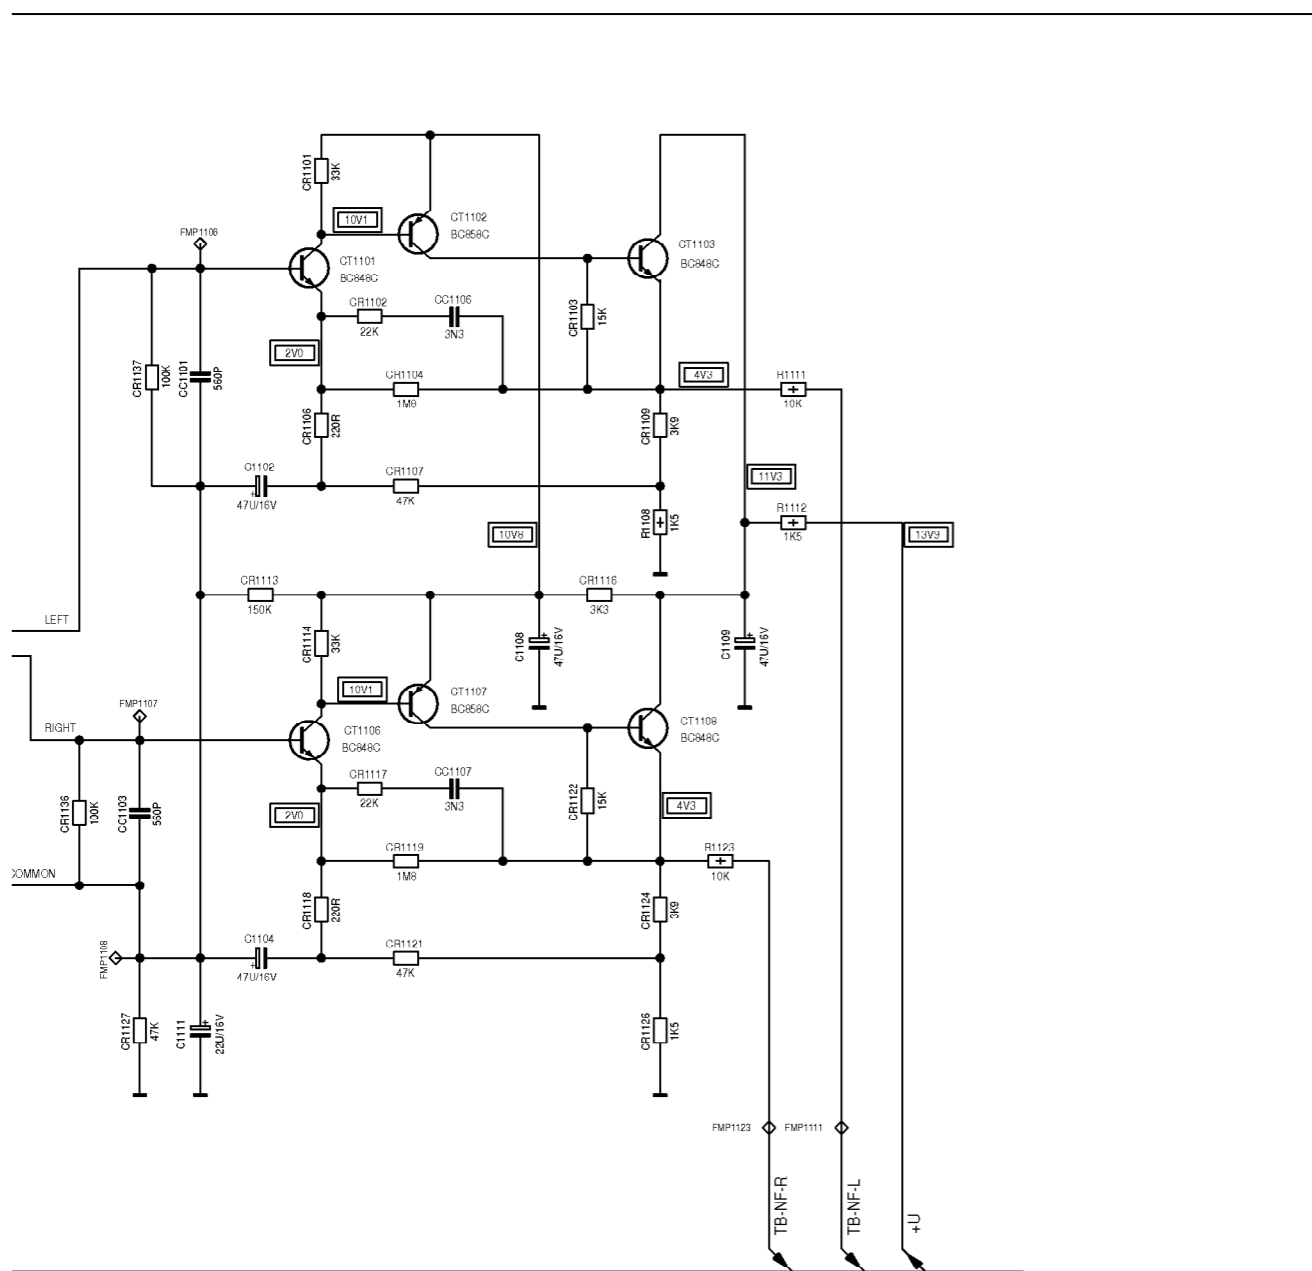 CR1101
33K
10V1
CT1102
BC858C
FMP1106
CT1101
BC848C
CT1103
BC848C
CR1102
22K
CC1106
3N3
CR1103
15K
2V0
CR1137
100K
CC1101
560P
CR1104
1M8
4V3
R1111
10K
CR1106
220R
CR1109
3K9
C1102
+
47U/16V
CR1107
47K
11V3
R1108
1K5
R1112
1K5
10V8
13V9
CR1113
150K
CR1116
3K3
LEFT
CR1114
33K
C1108
+
47U/16V
C1109
+
47U/16V
10V1
CT1107
BC858C
FMP1107
RIGHT
CT1106
BC848C
CT1108
BC848C
CR1117
22K
CC1107
3N3
CR1122
15K
2V0
4V3
CR1136
100K
CC1103
560P
CR1119
1M8
R1123
10K
COMMON
CR1118
220R
CR1124
3K9
FMP1108
C1104
+
47U/16V
CR1121
47K
CR1127
47K
C1111
+
22U/16V
CR1126
1K5
FMP1123
FMP1111
TB-NF-R
TB-NF-L
+U